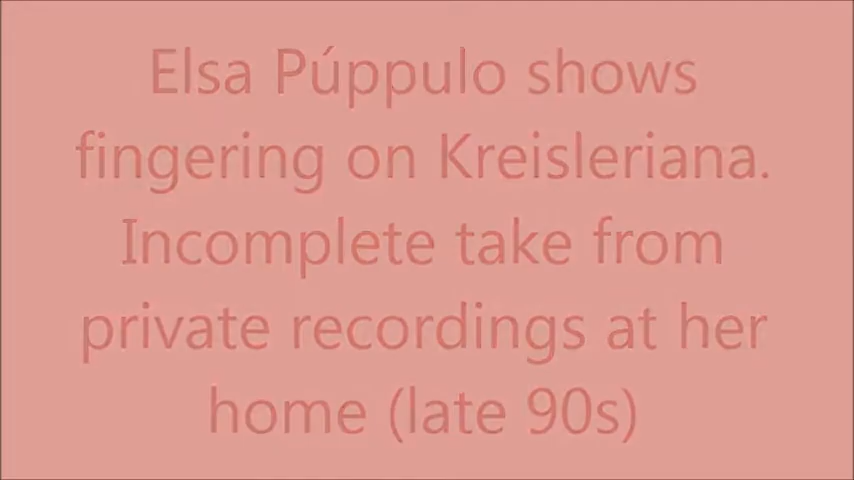 Elsa Púppulo shows
fingering on Kreisleriana.
Incomplete take from
private recordings at her
home (late 90s)